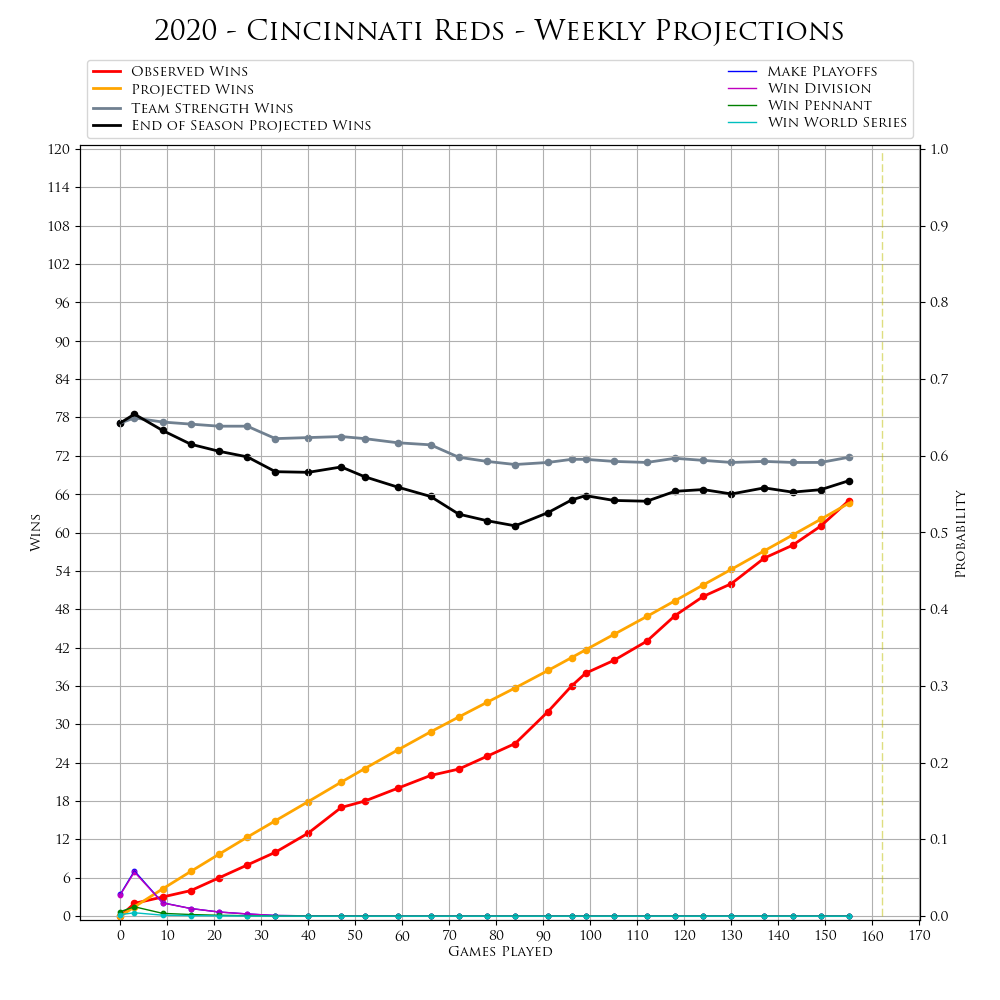 2020 - Cincinnati Reds - Weekly Projections
Observed Wins
Projected Wins
Team Strength Wins
End of Season Projected Wins
Make Playoffs
Win Division
Win Pennant
Win World Series
120
114
108
102
96
90
84
78
72
66
60
54
48
42
36
30
24
18
12
6
0
Wins
1.0
0.9
0.8
0.7
0.6
0.5
0.4
0.3
0.2
0.1
0.0
Probability
0 10 20 30 40 50 60 70 80 90 100 110 120 130 140 150 160 170
Games Played